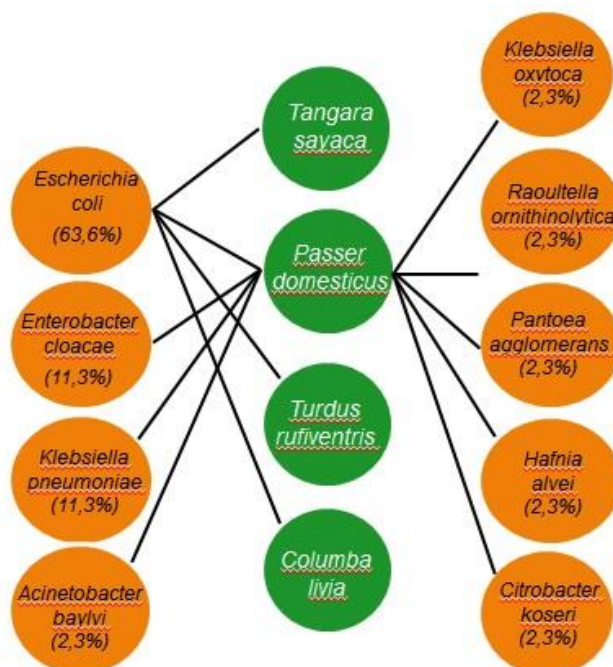 Escherichia
coli
(63,6%)
Enterobacter
cloacae
(11,3%)
Klebsiella
pneumoniae
(11,3%)
Acinetobacter
baylyi
(2,3%)
Tangara
sayaca
Passer
domesticus
Turdus
rufiventris
Columba
livia
Klebsiella
oxytoca
(2,3%)
Raoultella
ornithinolytica
(2,3%)
Pantoea
agglomerans
(2,3%)
Hafnia
alvei
(2,3%)
Citrobacter
koseri
(2,3%)